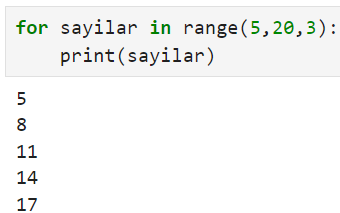 for sayilar in range(5,20,3):
    print(sayilar)
5
8
11
14
17